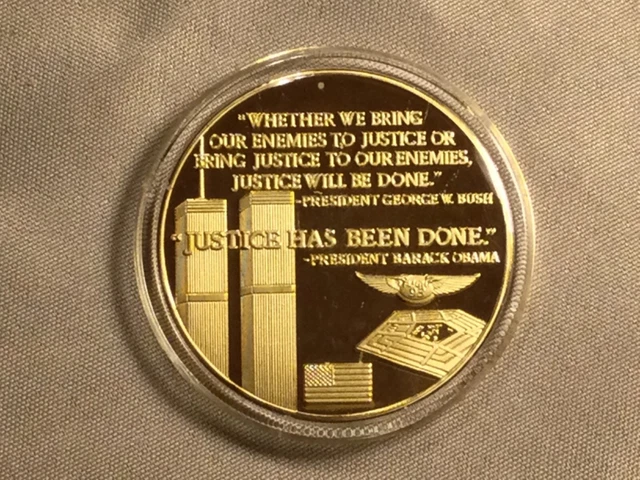 "WHETHER WE BRING
OUR ENEMIES TO JUSTICE OR
BRING JUSTICE TO OUR ENEMIES,
JUSTICE WILL BE DONE."
-PRESIDENT GEORGE W. BUSH
"JUSTICE HAS BEEN DONE."
-PRESIDENT BARACK OBAMA